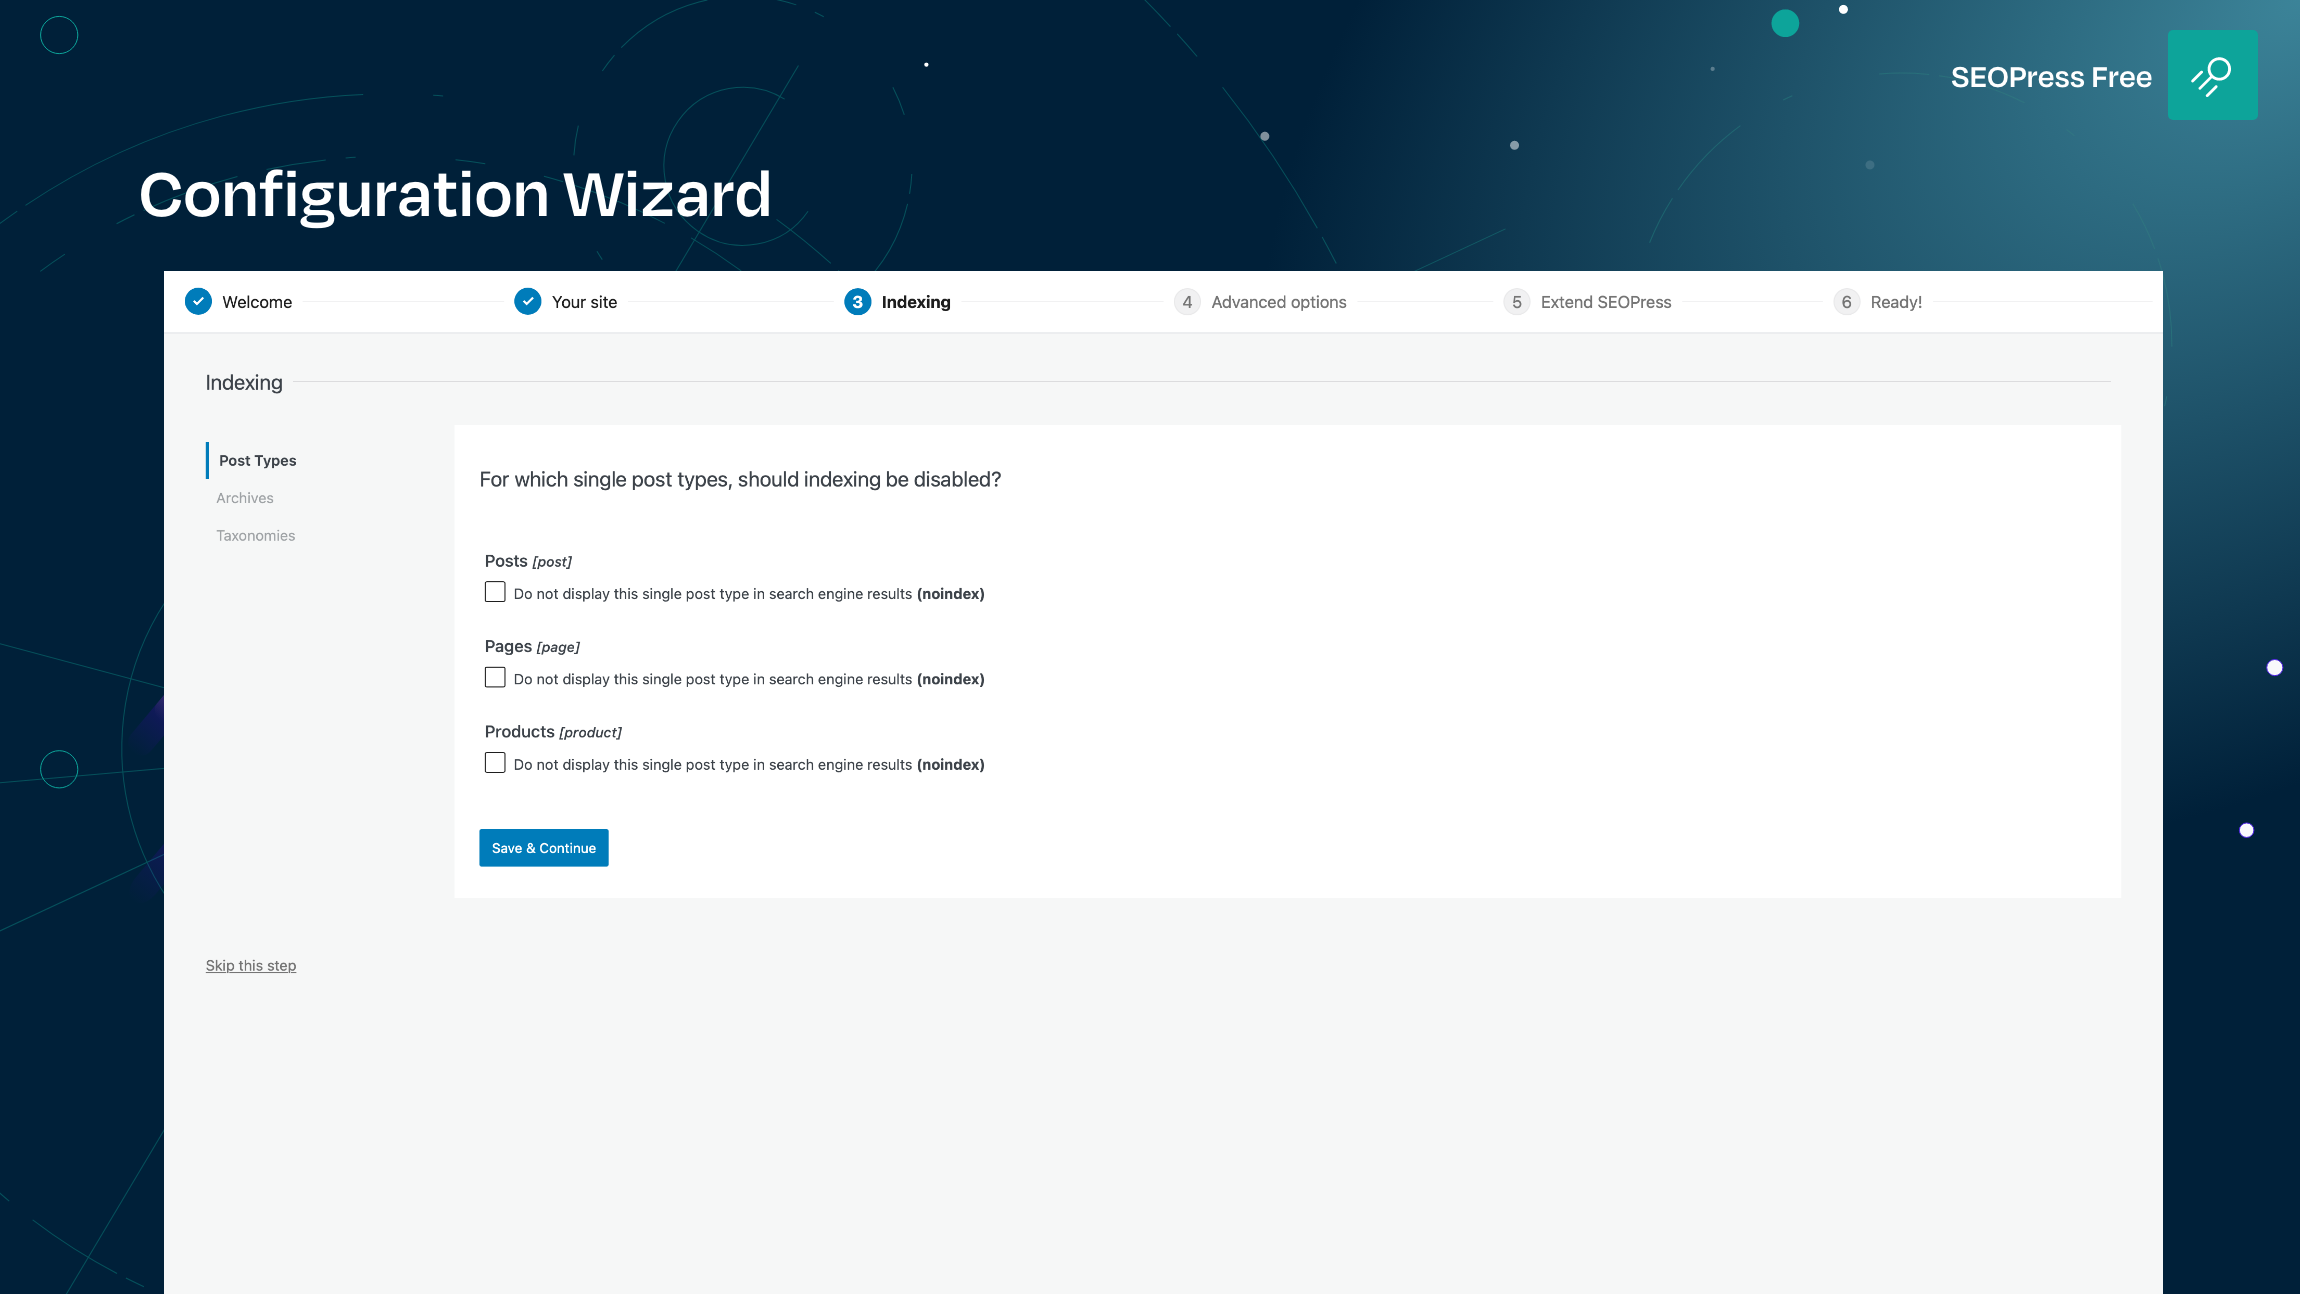 SEOPress Free
Configuration Wizard
Welcome
Your site
3 Indexing
4 Advanced options
5 Extend SEOPress
6 Ready!
Indexing
Post Types
Archives
Taxonomies
For which single post types, should indexing be disabled?
Posts [post]
Do not display this single post type in search engine results (noindex)
Pages [page]
Do not display this single post type in search engine results (noindex)
Products [product]
Do not display this single post type in search engine results (noindex)
Save & Continue
Skip this step